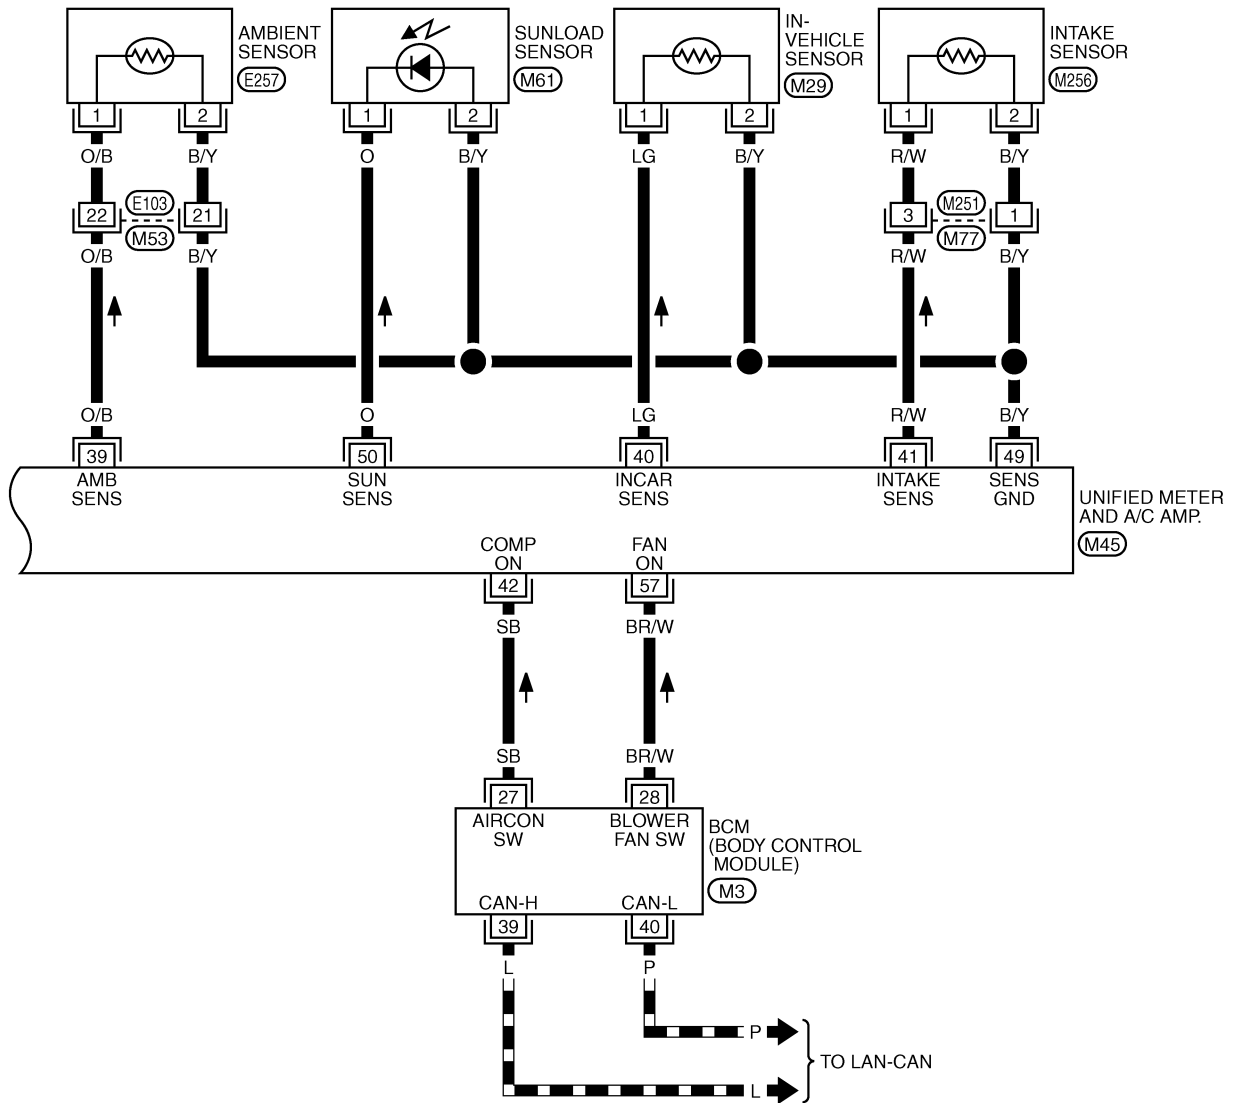 AMBIENT
SENSOR
E257
SUNLOAD
SENSOR
M61
IN-
VEHICLE
SENSOR
M29
INTAKE
SENSOR
M256
1 2 1 2 1 2 1 2
O/B B/Y O B/Y LG B/Y R/W B/Y
22 E103 21 3 M251 1
M53 M77
O/B B/Y R/W B/Y
O/B O LG R/W B/Y
39 50 40 41 49
AMB
SENS
SUN
SENS
INCAR
SENS
INTAKE
SENS
SENS
GND
UNIFIED METER
AND A/C AMP.
M45
COMP
ON
FAN
ON
42 57
SB BR/W
SB BR/W
27 28
AIRCON
SW
BLOWER
FAN SW
BCM
(BODY CONTROL
MODULE)
M3
CAN-H CAN-L
39 40
L P
P
TO LAN-CAN
L